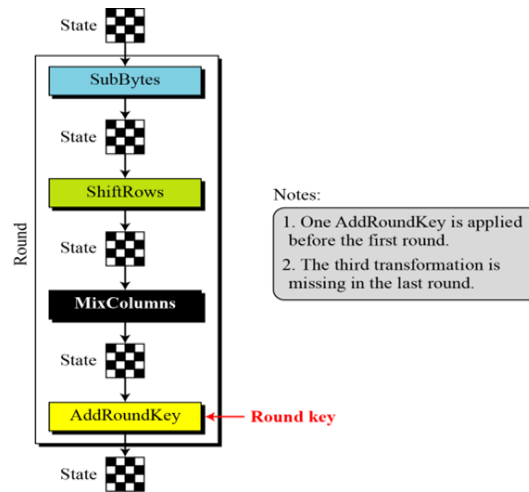 State
SubBytes
State
ShiftRows
State
Round
MixColumns
State
AddRoundKey
Round key
State
Notes:
1. One AddRoundKey is applied
before the first round.
2. The third transformation is
missing in the last round.